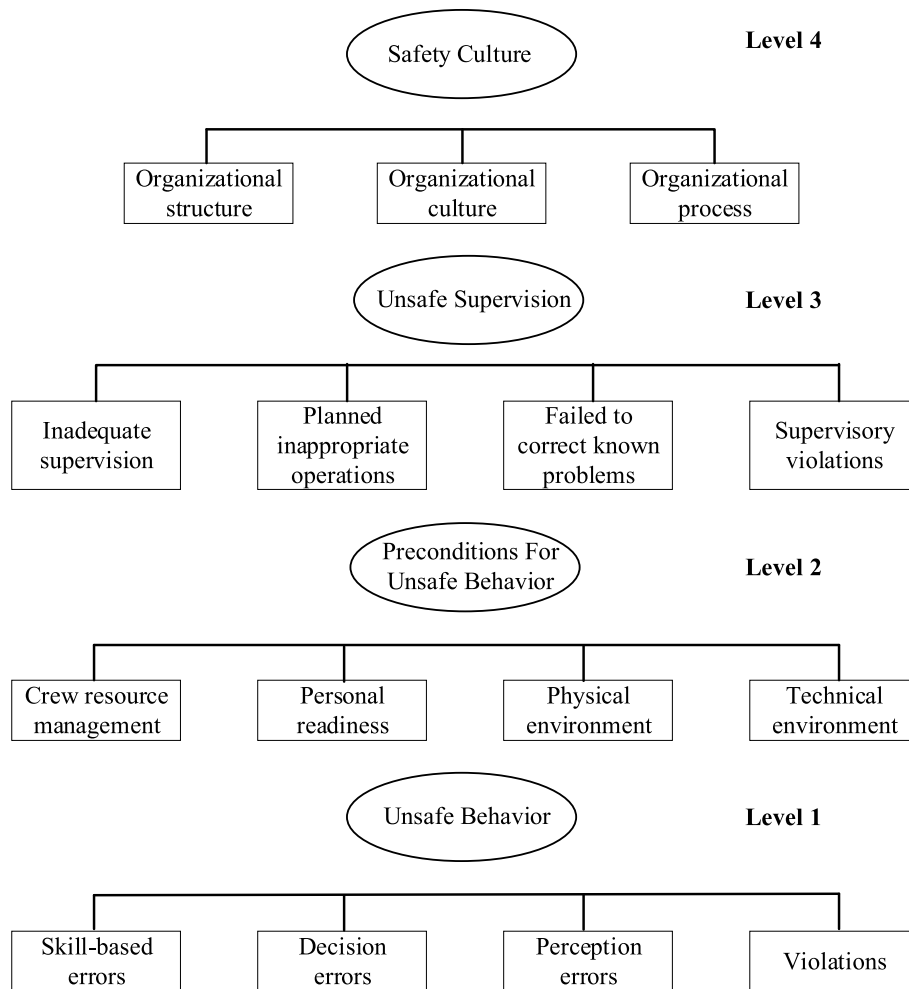 Safety Culture
Level 4
Organizational
structure
Organizational
culture
Organizational
process
Unsafe Supervision
Level 3
Inadequate
supervision
Planned
inappropriate
operations
Failed to
correct known
problems
Supervisory
violations
Preconditions For
Unsafe Behavior
Level 2
Crew resource
management
Personal
readiness
Physical
environment
Technical
environment
Unsafe Behavior
Level 1
Skill-based
errors
Decision
errors
Perception
errors
Violations